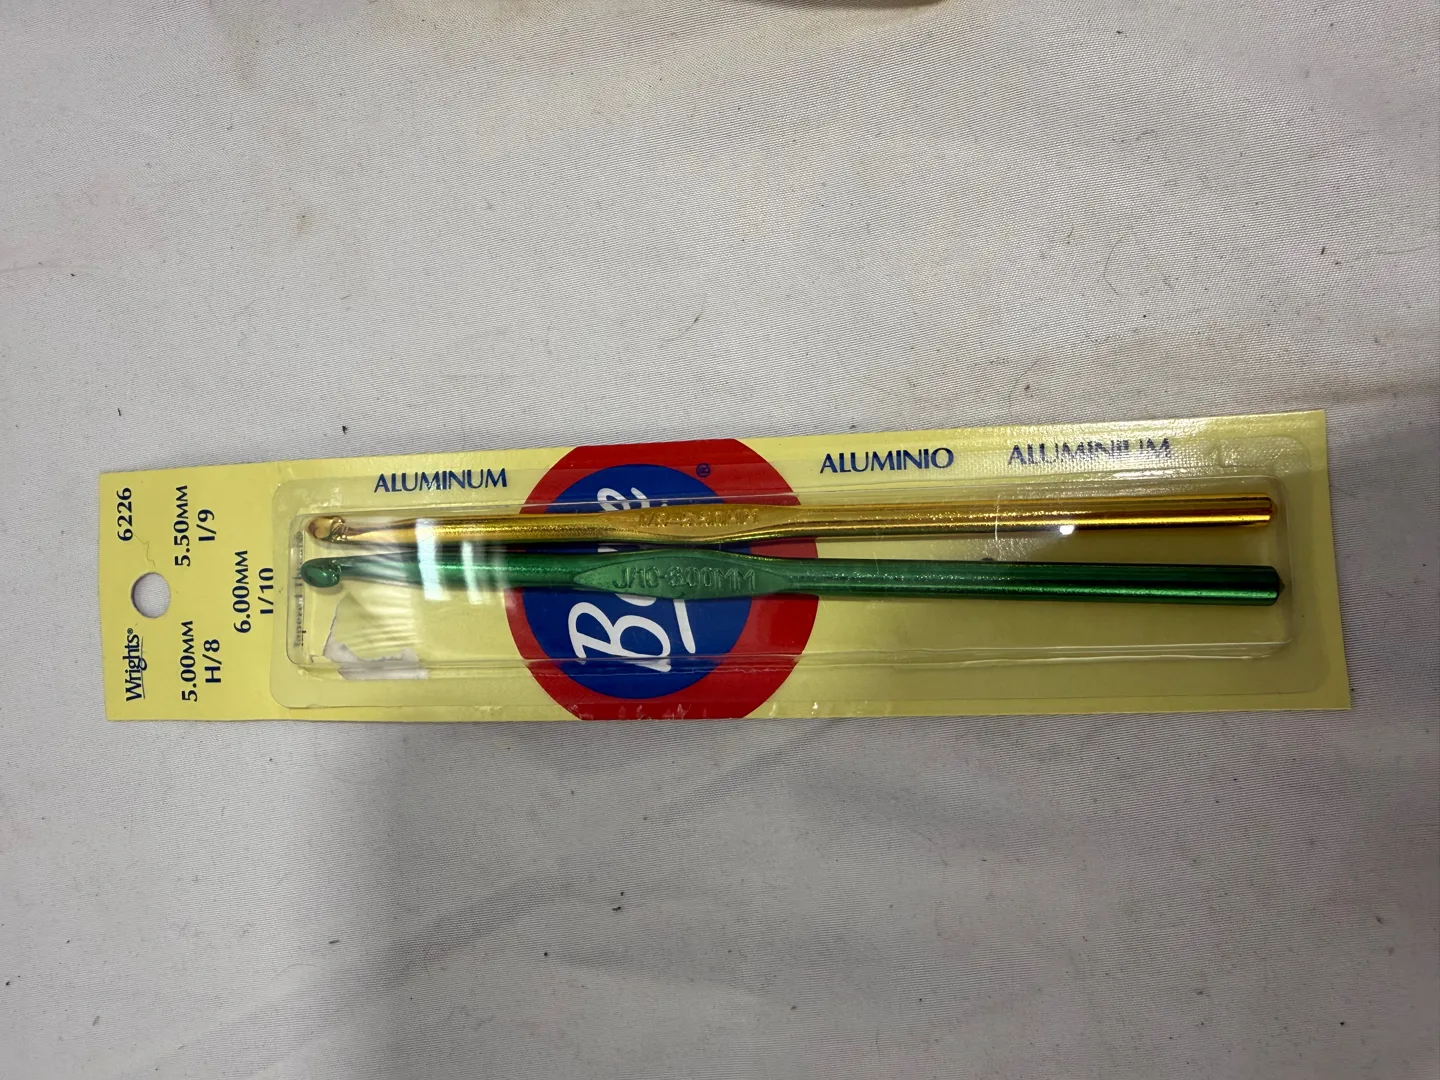 6226
Wrights®
5.00MM
H/8
5.50MM
I/9
6.00MM
J/10
ALUMINUM
ALUMINIO
ALUMINIUM
®
J/10-6.00MM